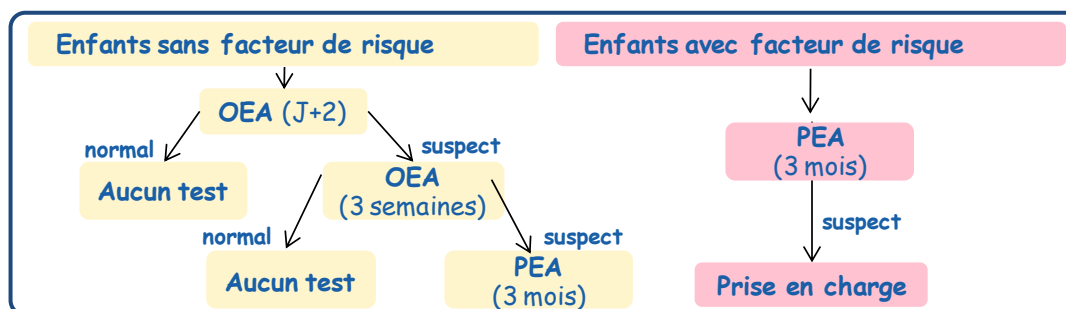 Enfants sans facteur de risque
Enfants avec facteur de risque
OEA (J+2)
normal
suspect
PEA
(3 mois)
Aucun test
OEA
(3 semaines)
suspect
normal
suspect
Aucun test
PEA
(3 mois)
Prise en charge